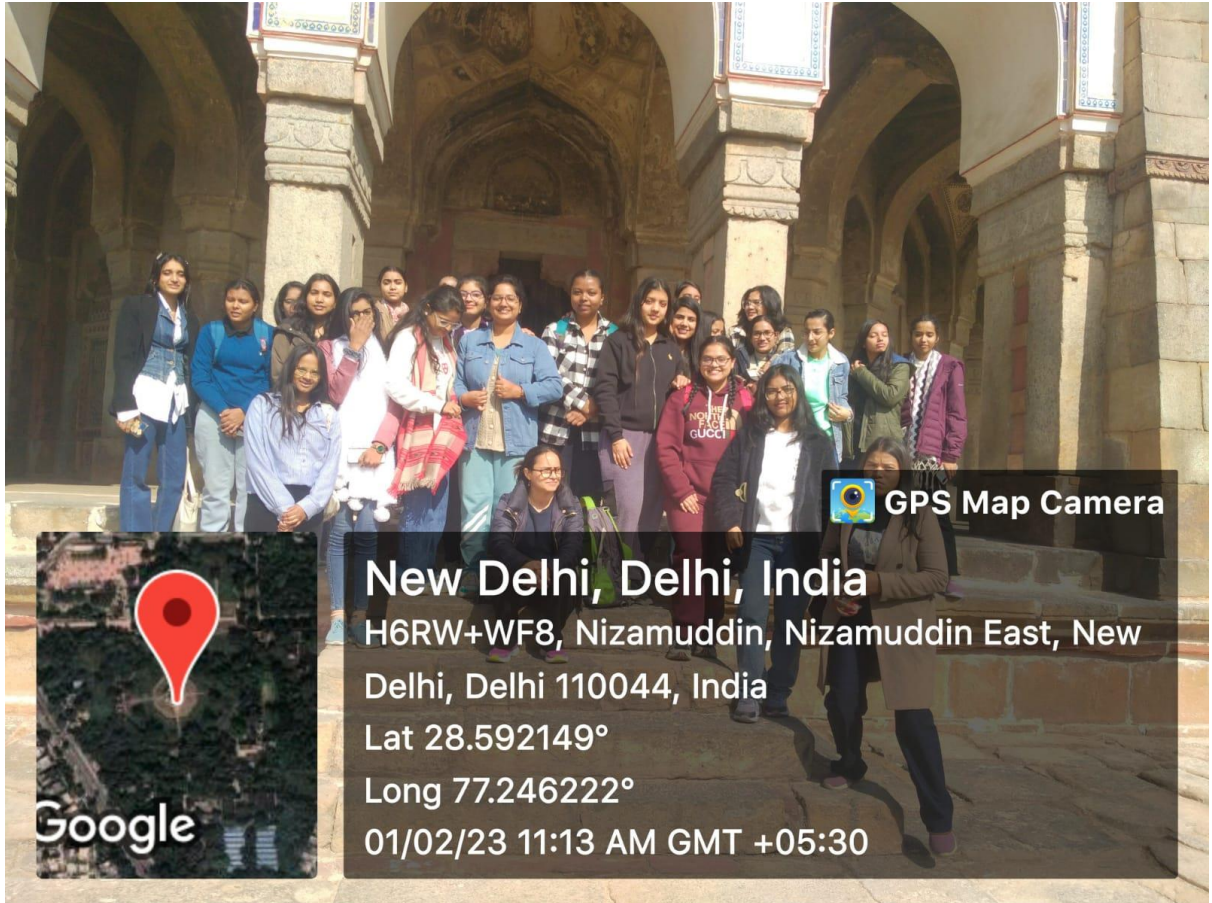 THE
NORTH
FACE
GUCCI
GPS Map Camera
New Delhi, Delhi, India
H6RW+WF8, Nizamuddin, Nizamuddin East, New
Delhi, Delhi 110044, India
Lat 28.592149°
Long 77.246222°
01/02/23 11:13 AM GMT +05:30
Google